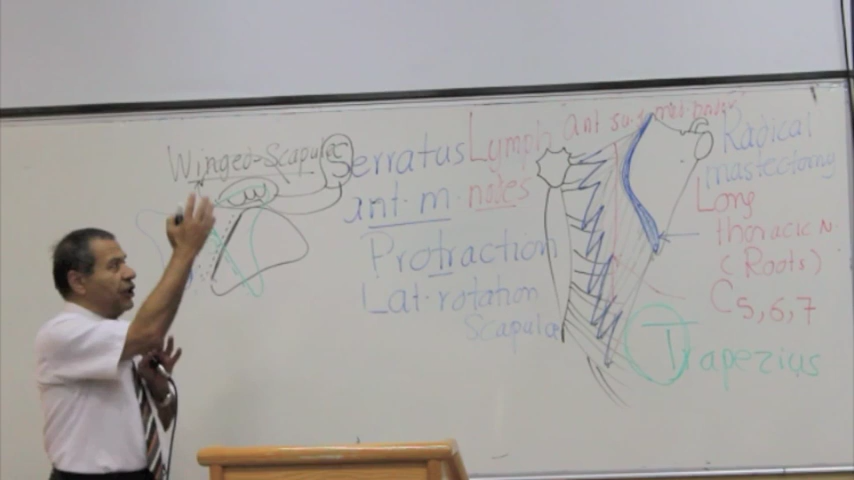 Winged-Scapula
Serratus
ant. m.
Protraction
Lat. rotation
Scapula
Lymph
nodes
ant
Radical
mastectomy
Long
thoracic N.
(Roots)
C5,6,7
Trapezius